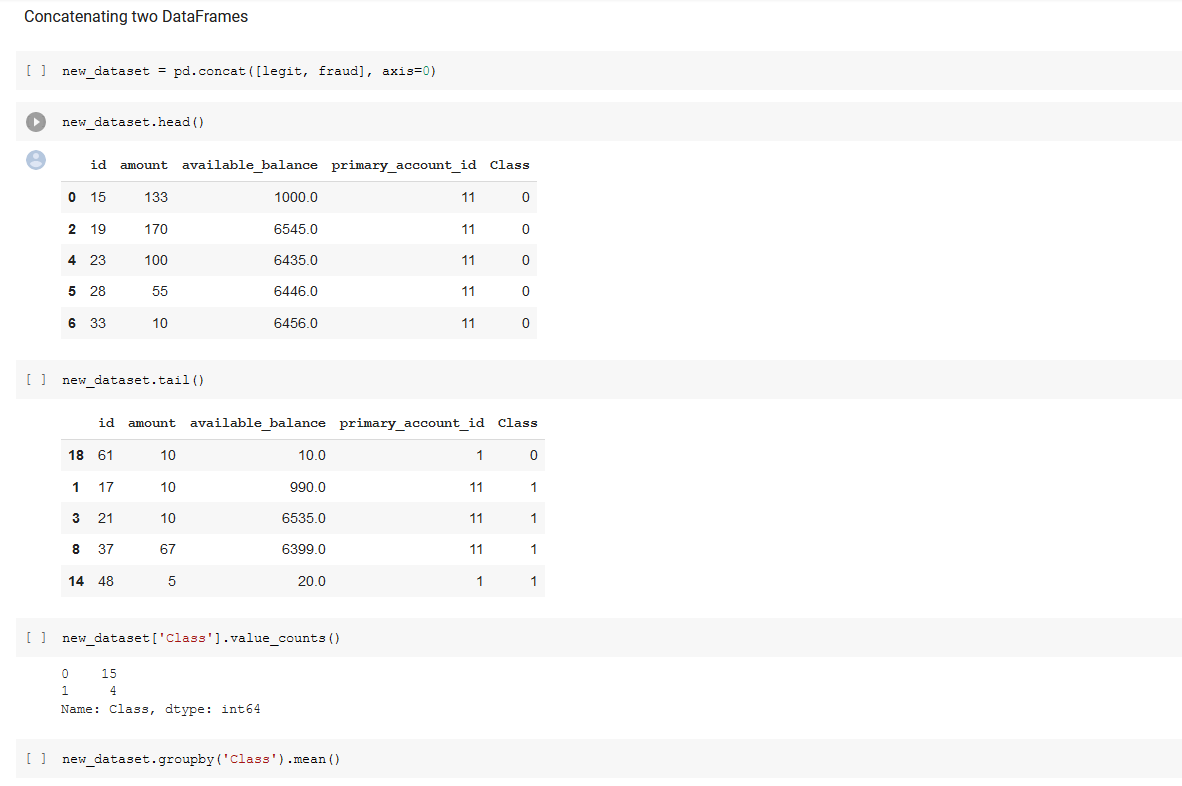 Concatenating two DataFrames
[ ] new_dataset = pd.concat([legit, fraud], axis=0)
new_dataset.head()
id amount available_balance primary_account_id Class
0 15 133 1000.0 11 0
2 19 170 6545.0 11 0
4 23 100 6435.0 11 0
5 28 55 6446.0 11 0
6 33 10 6456.0 11 0
[ ] new_dataset.tail()
id amount available_balance primary_account_id Class
18 61 10 10.0 1 0
1 17 10 990.0 11 1
3 21 10 6535.0 11 1
8 37 67 6399.0 11 1
14 48 5 20.0 1 1
[ ] new_dataset['Class'].value_counts()
0 15
1 4
Name: Class, dtype: int64
[ ] new_dataset.groupby('Class').mean()